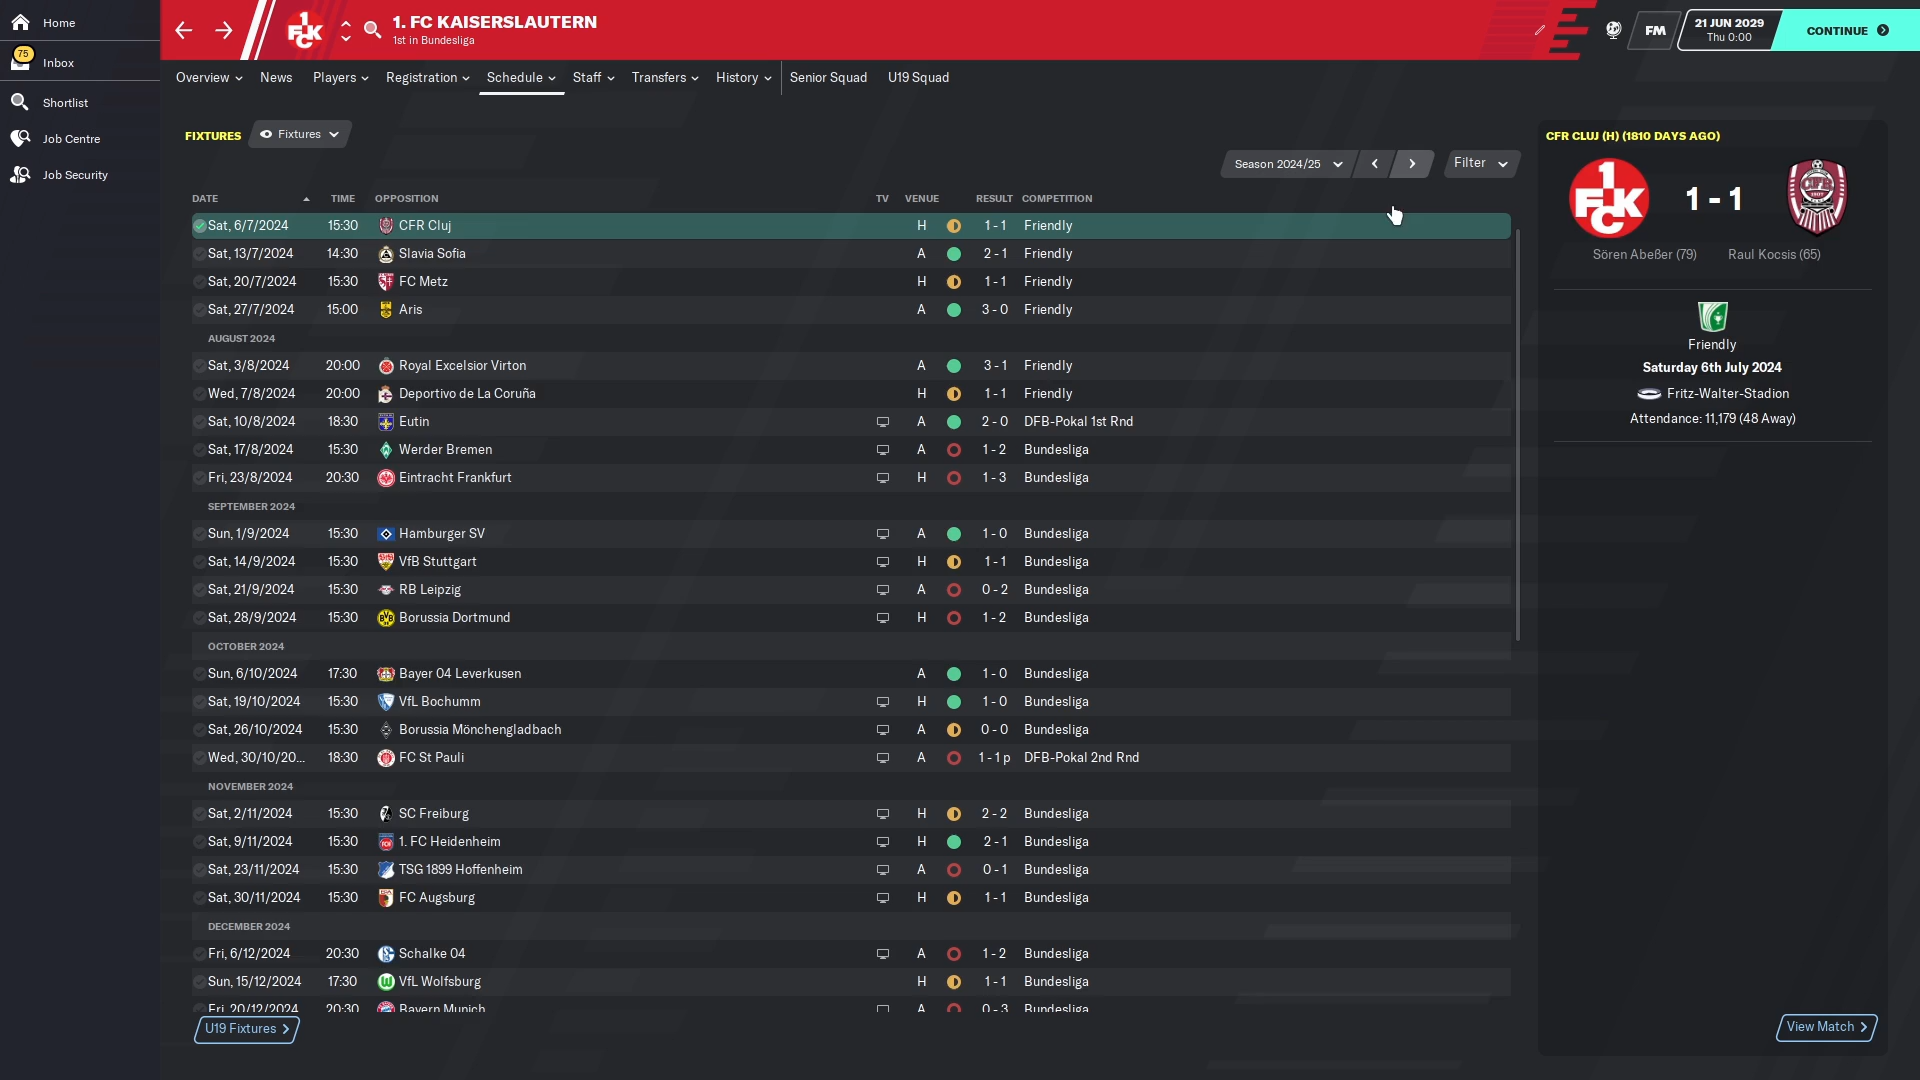 Home
75
Inbox
Shortlist
Job Centre
Job Security
1. FC KAISERSLAUTERN
1st in Bundesliga
FM
21 JUN 2029
Thu 0:00
CONTINUE
Overview
News
Players
Registration
Schedule
Staff
Transfers
History
Senior Squad
U19 Squad
FIXTURES
Fixtures
Season 2024/25
Filter
DATE TIME OPPOSITION TV VENUE RESULT COMPETITION
Sat, 6/7/2024 15:30 CFR Cluj H 1 - 1 Friendly
Sat, 13/7/2024 14:30 Slavia Sofia A 2 - 1 Friendly
Sat, 20/7/2024 15:30 FC Metz H 1 - 1 Friendly
Sat, 27/7/2024 15:00 Aris A 3 - 0 Friendly
AUGUST 2024
Sat, 3/8/2024 20:00 Royal Excelsior Virton A 3 - 1 Friendly
Wed, 7/8/2024 20:00 Deportivo de La Coruña H 1 - 1 Friendly
Sat, 10/8/2024 18:30 Eutin A 2 - 0 DFB-Pokal 1st Rnd
Sat, 17/8/2024 15:30 Werder Bremen A 1 - 2 Bundesliga
Fri, 23/8/2024 20:30 Eintracht Frankfurt H 1 - 3 Bundesliga
SEPTEMBER 2024
Sun, 1/9/2024 15:30 Hamburger SV A 1 - 0 Bundesliga
Sat, 14/9/2024 15:30 VfB Stuttgart H 1 - 1 Bundesliga
Sat, 21/9/2024 15:30 RB Leipzig A 0 - 2 Bundesliga
Sat, 28/9/2024 15:30 Borussia Dortmund H 1 - 2 Bundesliga
OCTOBER 2024
Sun, 6/10/2024 17:30 Bayer 04 Leverkusen A 1 - 0 Bundesliga
Sat, 19/10/2024 15:30 VfL Bochumm H 1 - 0 Bundesliga
Sat, 26/10/2024 15:30 Borussia Mönchengladbach A 0 - 0 Bundesliga
Wed, 30/10/20... 18:30 FC St Pauli A 1 - 1 p DFB-Pokal 2nd Rnd
NOVEMBER 2024
Sat, 2/11/2024 15:30 SC Freiburg H 2 - 2 Bundesliga
Sat, 9/11/2024 15:30 1. FC Heidenheim H 2 - 1 Bundesliga
Sat, 23/11/2024 15:30 TSG 1899 Hoffenheim A 0 - 1 Bundesliga
Sat, 30/11/2024 15:30 FC Augsburg H 1 - 1 Bundesliga
DECEMBER 2024
Fri, 6/12/2024 20:30 Schalke 04 A 1 - 2 Bundesliga
Sun, 15/12/2024 17:30 VfL Wolfsburg H 1 - 1 Bundesliga
Fri, 20/12/2024 20:30 Bayern Munich A 0 - 3 Bundesliga
U19 Fixtures
CFR CLUJ (H) (1810 DAYS AGO)
1 - 1
Sören Abeßer (79)
Raul Kocsis (65)
Friendly
Saturday 6th July 2024
Fritz-Walter-Stadion
Attendance: 11,179 (48 Away)
View Match